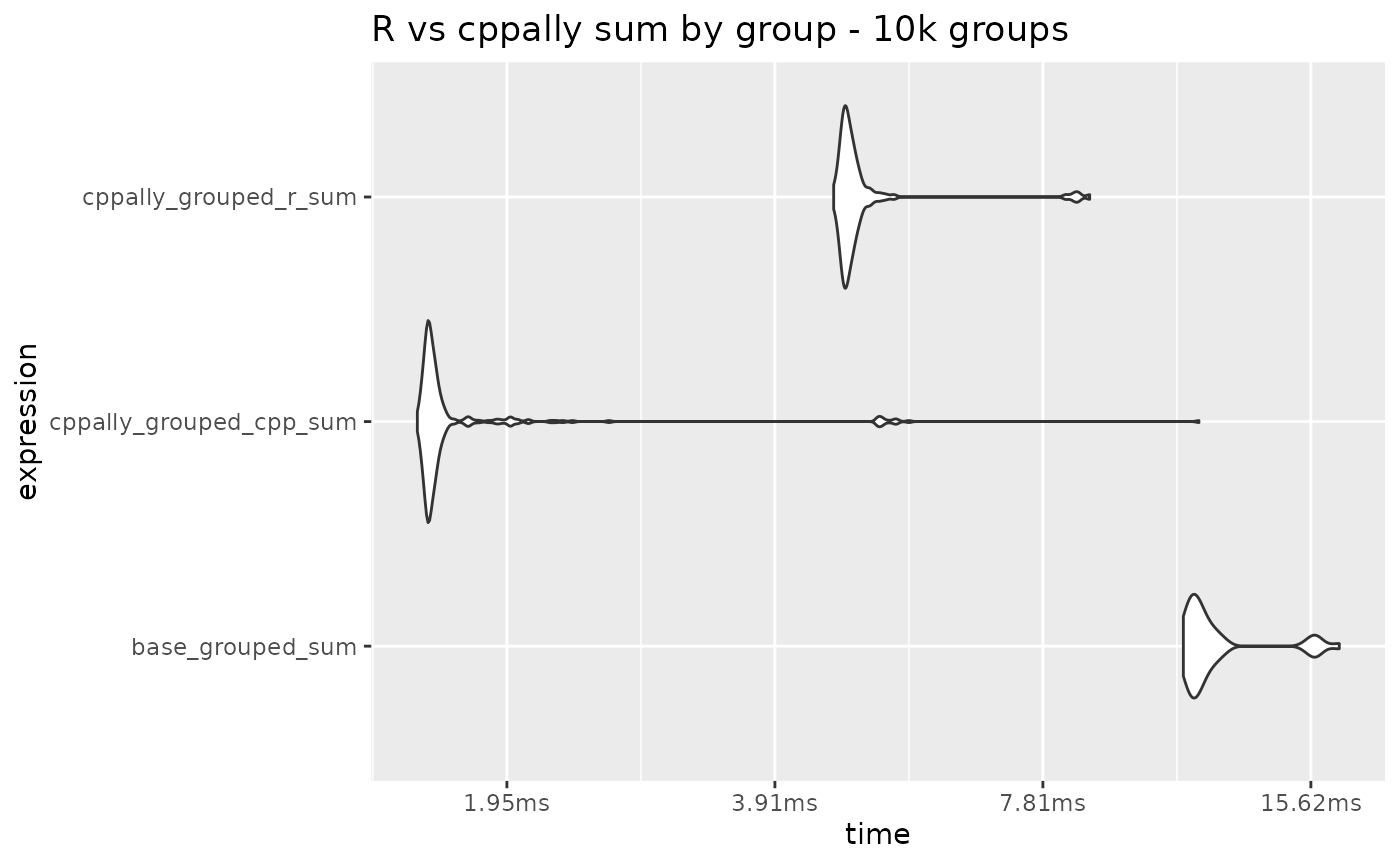 R vs cppally sum by group - 10k groups
expression
cppally_grouped_r_sum
cppally_grouped_cpp_sum
base_grouped_sum
1.95ms 3.91ms 7.81ms 15.62ms
time